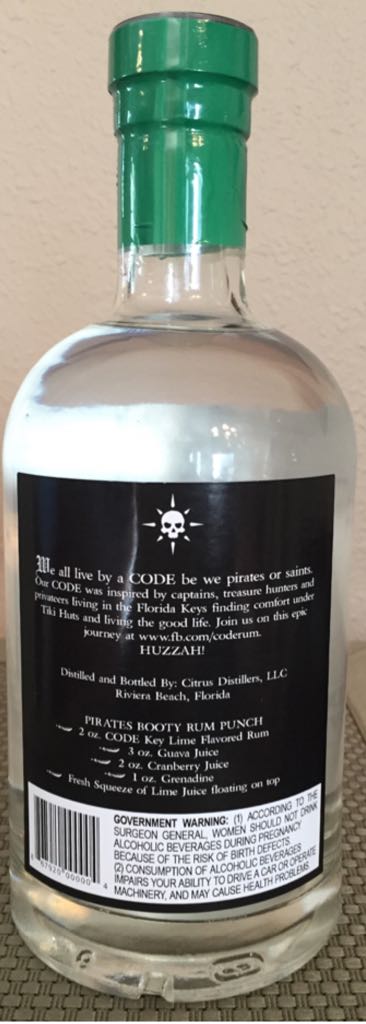 We all live by a CODE be we pirates or saints.
Our CODE was inspired by captains, treasure hunters and
privateers living in the Florida Keys finding comfort under
Tiki Huts and living the good life. Join us on this epic
journey at www.fb.com/coderum.
HUZZAH!
Distilled and Bottled By: Citrus Distillers, LLC
Riviera Beach, Florida
PIRATES BOOTY RUM PUNCH
2 oz. CODE Key Lime Flavored Rum
3 oz. Guava Juice
2 oz. Cranberry Juice
1 oz. Grenadine
Fresh Squeeze of Lime Juice floating on top
GOVERNMENT WARNING: (1) ACCORDING TO THE
SURGEON GENERAL, WOMEN SHOULD NOT DRINK
ALCOHOLIC BEVERAGES DURING PREGNANCY
BECAUSE OF THE RISK OF BIRTH DEFECTS.
(2) CONSUMPTION OF ALCOHOLIC BEVERAGES
IMPAIRS YOUR ABILITY TO DRIVE A CAR OR OPERATE
MACHINERY, AND MAY CAUSE HEALTH PROBLEMS.
57920 00000 4